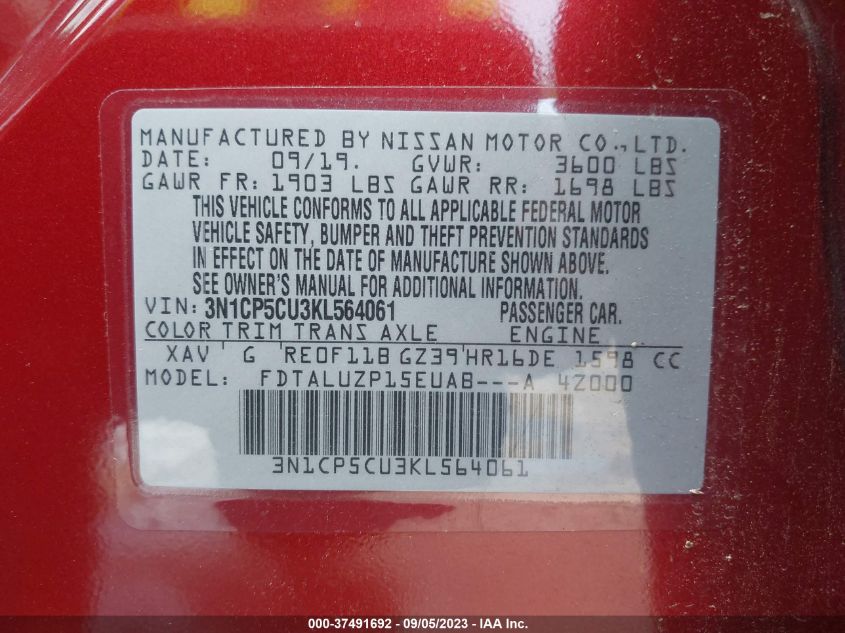 MANUFACTURED BY NISSAN MOTOR CO.,LTD.
DATE: 09/19. GVWR: 3600 LBS
GAWR FR: 1903 LBS GAWR RR: 1698 LBS
THIS VEHICLE CONFORMS TO ALL APPLICABLE FEDERAL MOTOR
VEHICLE SAFETY, BUMPER AND THEFT PREVENTION STANDARDS
IN EFFECT ON THE DATE OF MANUFACTURE SHOWN ABOVE.
SEE OWNER'S MANUAL FOR ADDITIONAL INFORMATION.
VIN: 3N1CP5CU3KL564061 PASSENGER CAR.
COLOR TRIM TRANS AXLE ENGINE
XAV G RE0F11B GZ39 HR16DE 1598 CC
MODEL: FDTALUZP15EUAB---A 4Z000
3N1CP5CU3KL564061
000-37491692 - 09/05/2023 - IAA Inc.